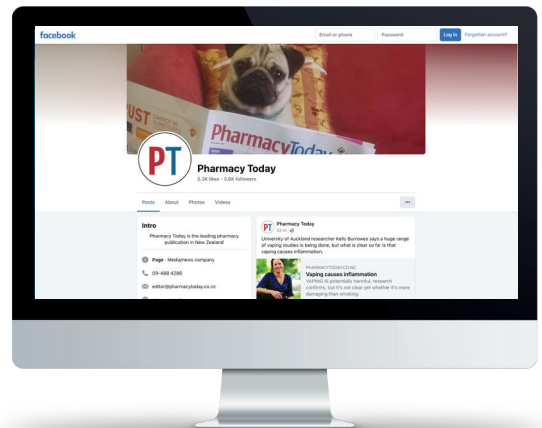 facebook
Email or phone
Password
Log in
Forgotten account?
PharmacyToday
PT
Pharmacy Today
5.3K likes • 5.6K followers
Posts
About
Photos
Videos
Intro
Pharmacy Today is the leading pharmacy
publication in New Zealand
Page · Media/news company
09-488 4286
editor@pharmacytoday.co.nz
PT
Pharmacy Today
University of Auckland researcher Kelly Burrowes says a huge range
of vaping studies is being done, but what is clear so far is that
vaping causes inflammation.
PHARMACYTODAY.CO.NZ
Vaping causes inflammation
VAPING is potentially harmful, research
confirms, but it's not clear yet whether it's more
damaging than smoking.